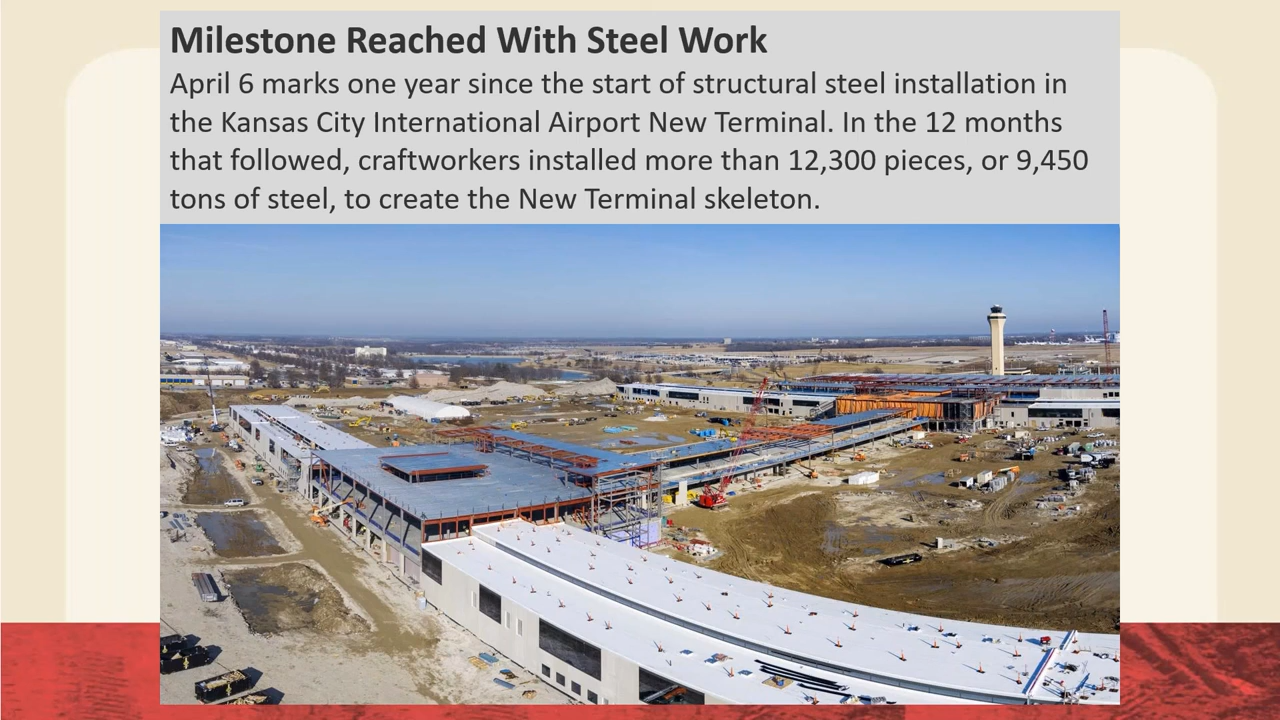 Milestone Reached With Steel Work
April 6 marks one year since the start of structural steel installation in
the Kansas City International Airport New Terminal. In the 12 months
that followed, craftworkers installed more than 12,300 pieces, or 9,450
tons of steel, to create the New Terminal skeleton.